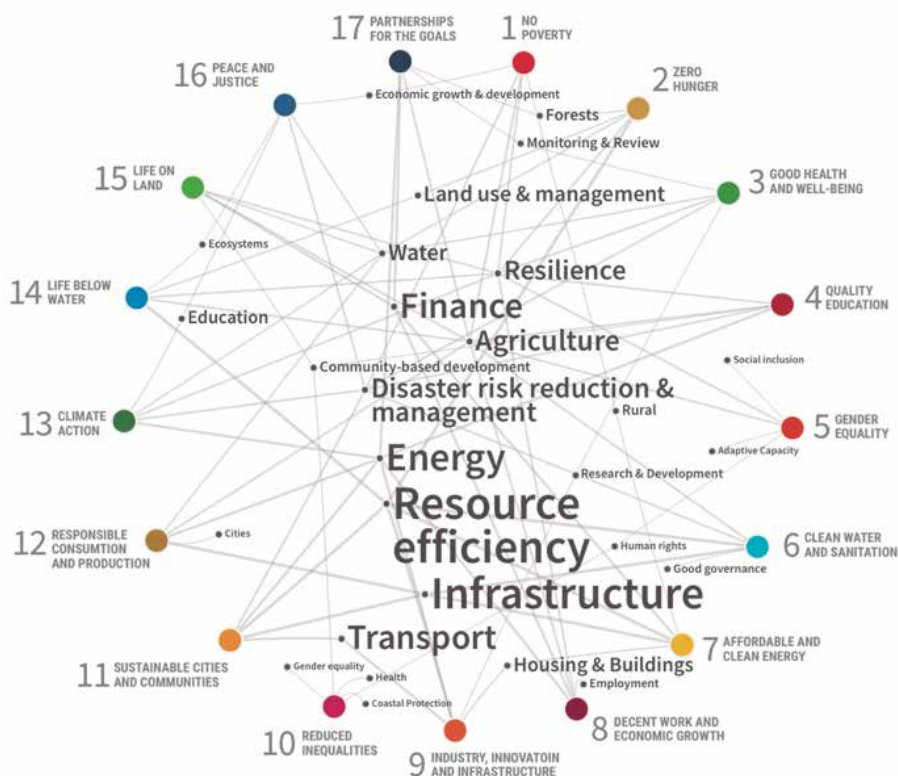 17 PARTNERSHIPS
FOR THE GOALS
1 NO
POVERTY
16 PEACE AND
JUSTICE
2 ZERO
HUNGER
Economic growth & development
Forests
Monitoring & Review
15 LIFE ON
LAND
3 GOOD HEALTH
AND WELL-BEING
Land use & management
Ecosystems
Water
Resilience
14 LIFE BELOW
WATER
4 QUALITY
EDUCATION
Education
Finance
Agriculture
Community-based development
Social inclusion
Disaster risk reduction &
management
Rural
13 CLIMATE
ACTION
5 GENDER
EQUALITY
Adaptive Capacity
Energy
Research & Development
Resource
efficiency
12 RESPONSIBLE
CONSUMTION
AND PRODUCTION
Cities
Human rights
6 CLEAN WATER
AND SANITATION
Good governance
Infrastructure
Transport
7 AFFORDABLE AND
CLEAN ENERGY
11 SUSTAINABLE CITIES
AND COMMUNITIES
Gender equality
Housing & Buildings
Health
Employment
Coastal Protection
10 REDUCED
INEQUALITIES
9 INDUSTRY, INNOVATOIN
AND INFRASTRUCTURE
8 DECENT WORK AND
ECONOMIC GROWTH